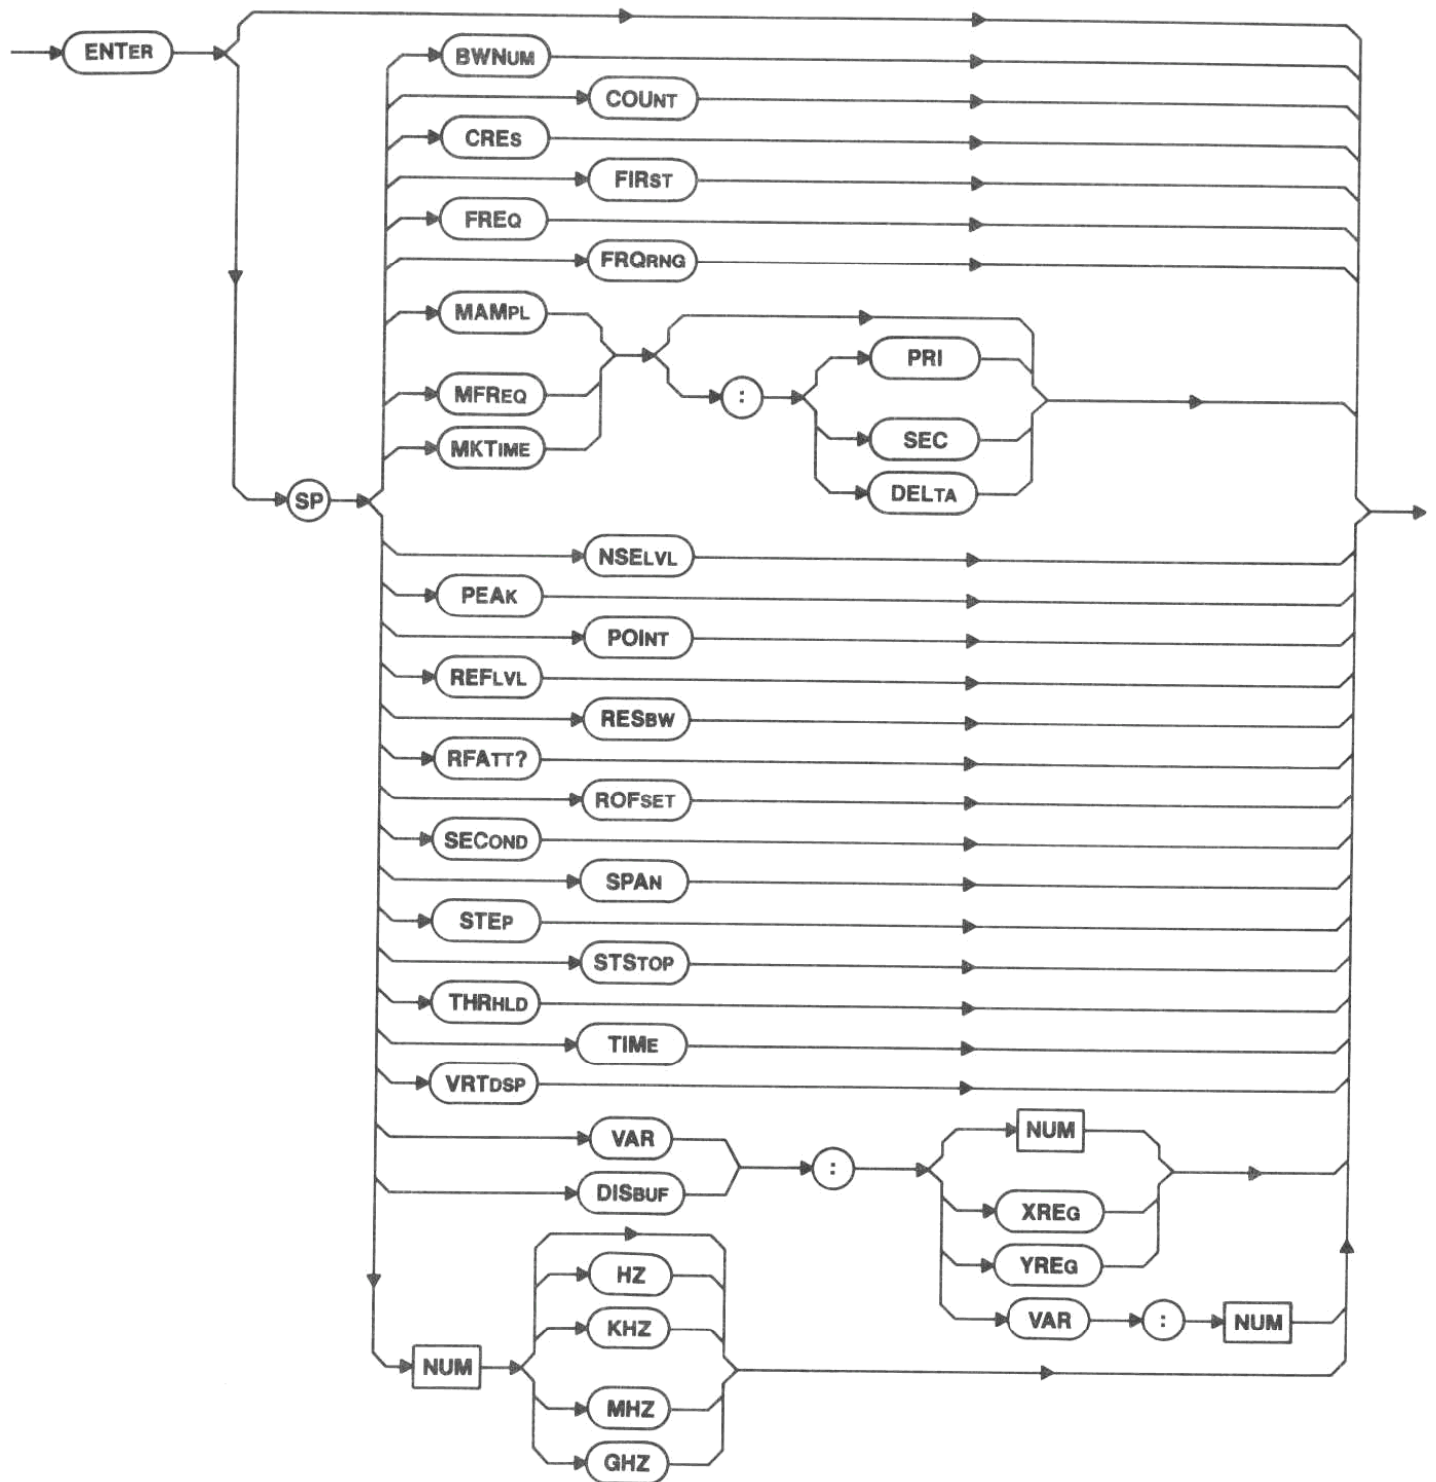 ENTER
BWNUM
COUNT
CRES
FIRST
FREQ
FRQRNG
MAMPL
PRI
MFREQ
:
SEC
MKTIME
DELTA
SP
NSELVL
PEAK
POINT
REFLVL
RESBW
RFATT?
ROFSET
SECOND
SPAN
STEP
STSTOP
THRHLD
TIME
VRTDSP
VAR
NUM
:
DISBUF
XREG
YREG
HZ
KHZ
VAR : NUM
NUM
MHZ
GHZ